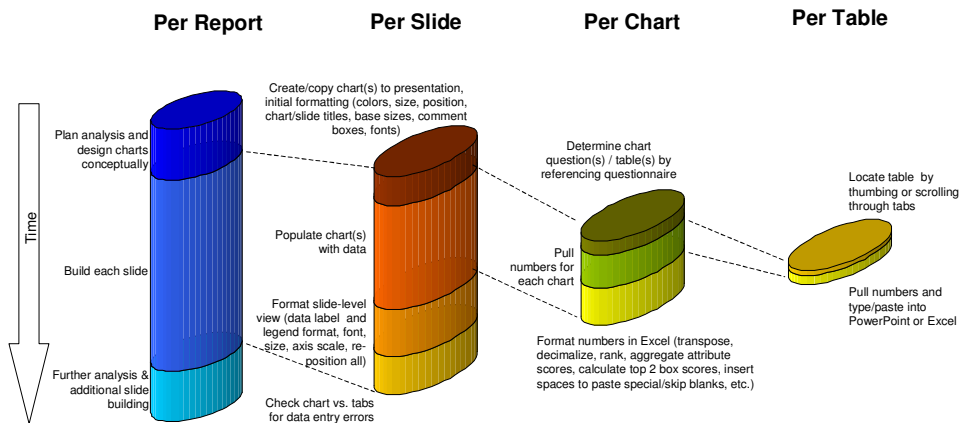 Per Report
Per Slide
Per Chart
Per Table
Time
Plan analysis and
design charts
conceptually
Build each slide
Further analysis &
additional slide
building
Create/copy chart(s) to presentation,
initial formatting (colors, size, position,
chart/slide titles, base sizes, comment
boxes, fonts)
Populate chart(s)
with data
Format slide-level
view (data label  and
legend format, font,
size, axis scale, re-
position all)
Check chart vs. tabs
for data entry errors
Determine chart
question(s) / table(s) by
referencing questionnaire
Pull
numbers for
each chart
Format numbers in Excel (transpose,
decimalize, rank, aggregate attribute
scores, calculate top 2 box scores, insert
spaces to paste special/skip blanks, etc.)
Locate table  by
thumbing or scrolling
through tabs
Pull numbers and
type/paste into
PowerPoint or Excel